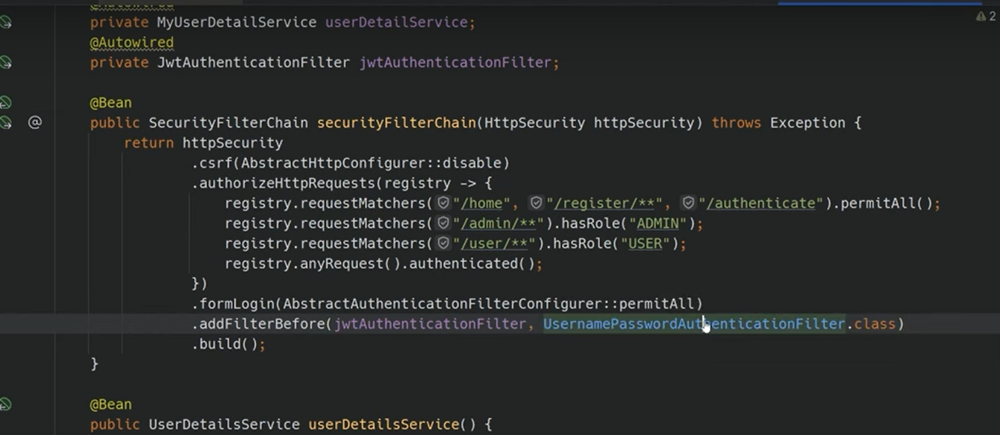 @Autowired
private MyUserDetailService userDetailService;
@Autowired
private JwtAuthenticationFilter jwtAuthenticationFilter;
@Bean
public SecurityFilterChain securityFilterChain(HttpSecurity httpSecurity) throws Exception {
return httpSecurity
.csrf(AbstractHttpConfigurer::disable)
.authorizeHttpRequests(registry -> {
registry.requestMatchers("/home", "/register/**", "/authenticate").permitAll();
registry.requestMatchers("/admin/**").hasRole("ADMIN");
registry.requestMatchers("/user/**").hasRole("USER");
registry.anyRequest().authenticated();
})
.formLogin(AbstractAuthenticationFilterConfigurer::permitAll)
.addFilterBefore(jwtAuthenticationFilter, UsernamePasswordAuthenticationFilter.class)
.build();
}
@Bean
public UserDetailsService userDetailsService() {
2